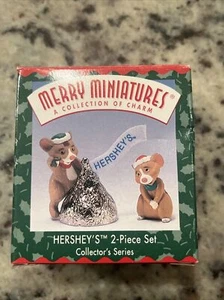 MERRY MINIATURES
A COLLECTION OF CHARM
HERSHEY'S
HERSHEY'S™ 2-Piece Set
Collector's Series